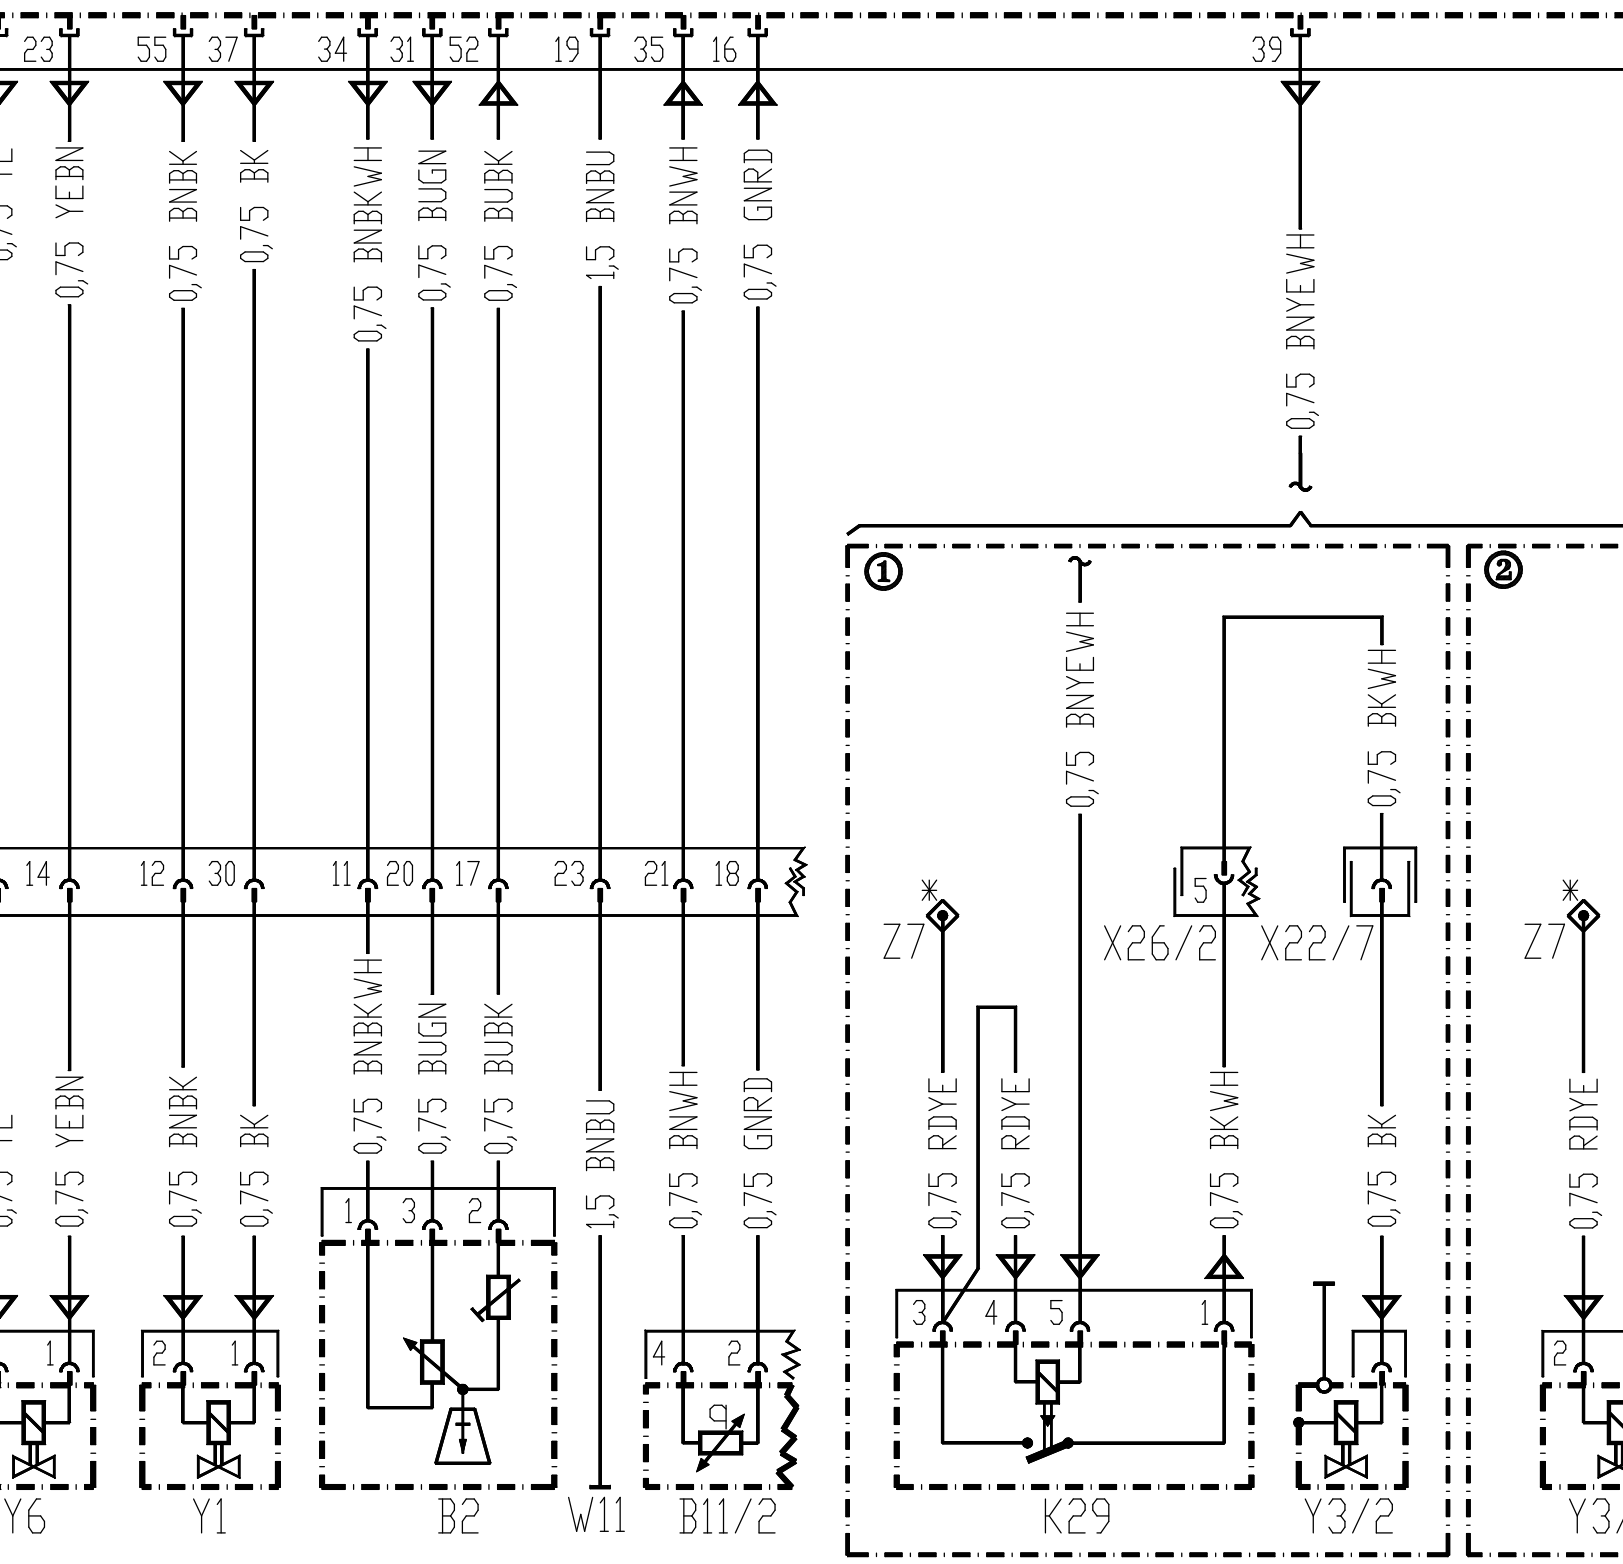 23 55 37 34 31 52 19 35 16 39
0,75 YEBN
0,75 BNBK
0,75 BK
0,75 BNBKWH
0,75 BUGN
0,75 BUBK
1,5 BNBU
0,75 BNWH
0,75 GNRD
0,75 BNYEWH
1
2
0,75 BNYEWH
0,75 BKWH
14 12 30 11 20 17 23 21 18
5
* *
Z7 X26/2 X22/7 Z7
0,75 YEBN
0,75 BNBK
0,75 BK
0,75 BNBKWH
0,75 BUGN
0,75 BUBK
1,5 BNBU
0,75 BNWH
0,75 GNRD
0,75 RDYE
0,75 RDYE
0,75 BKWH
0,75 BK
0,75 RDYE
1 3 2
3 4 5 1
1 2 1 4 2 2
Y6 Y1 B2 W11 B11/2 K29 Y3/2 Y3/